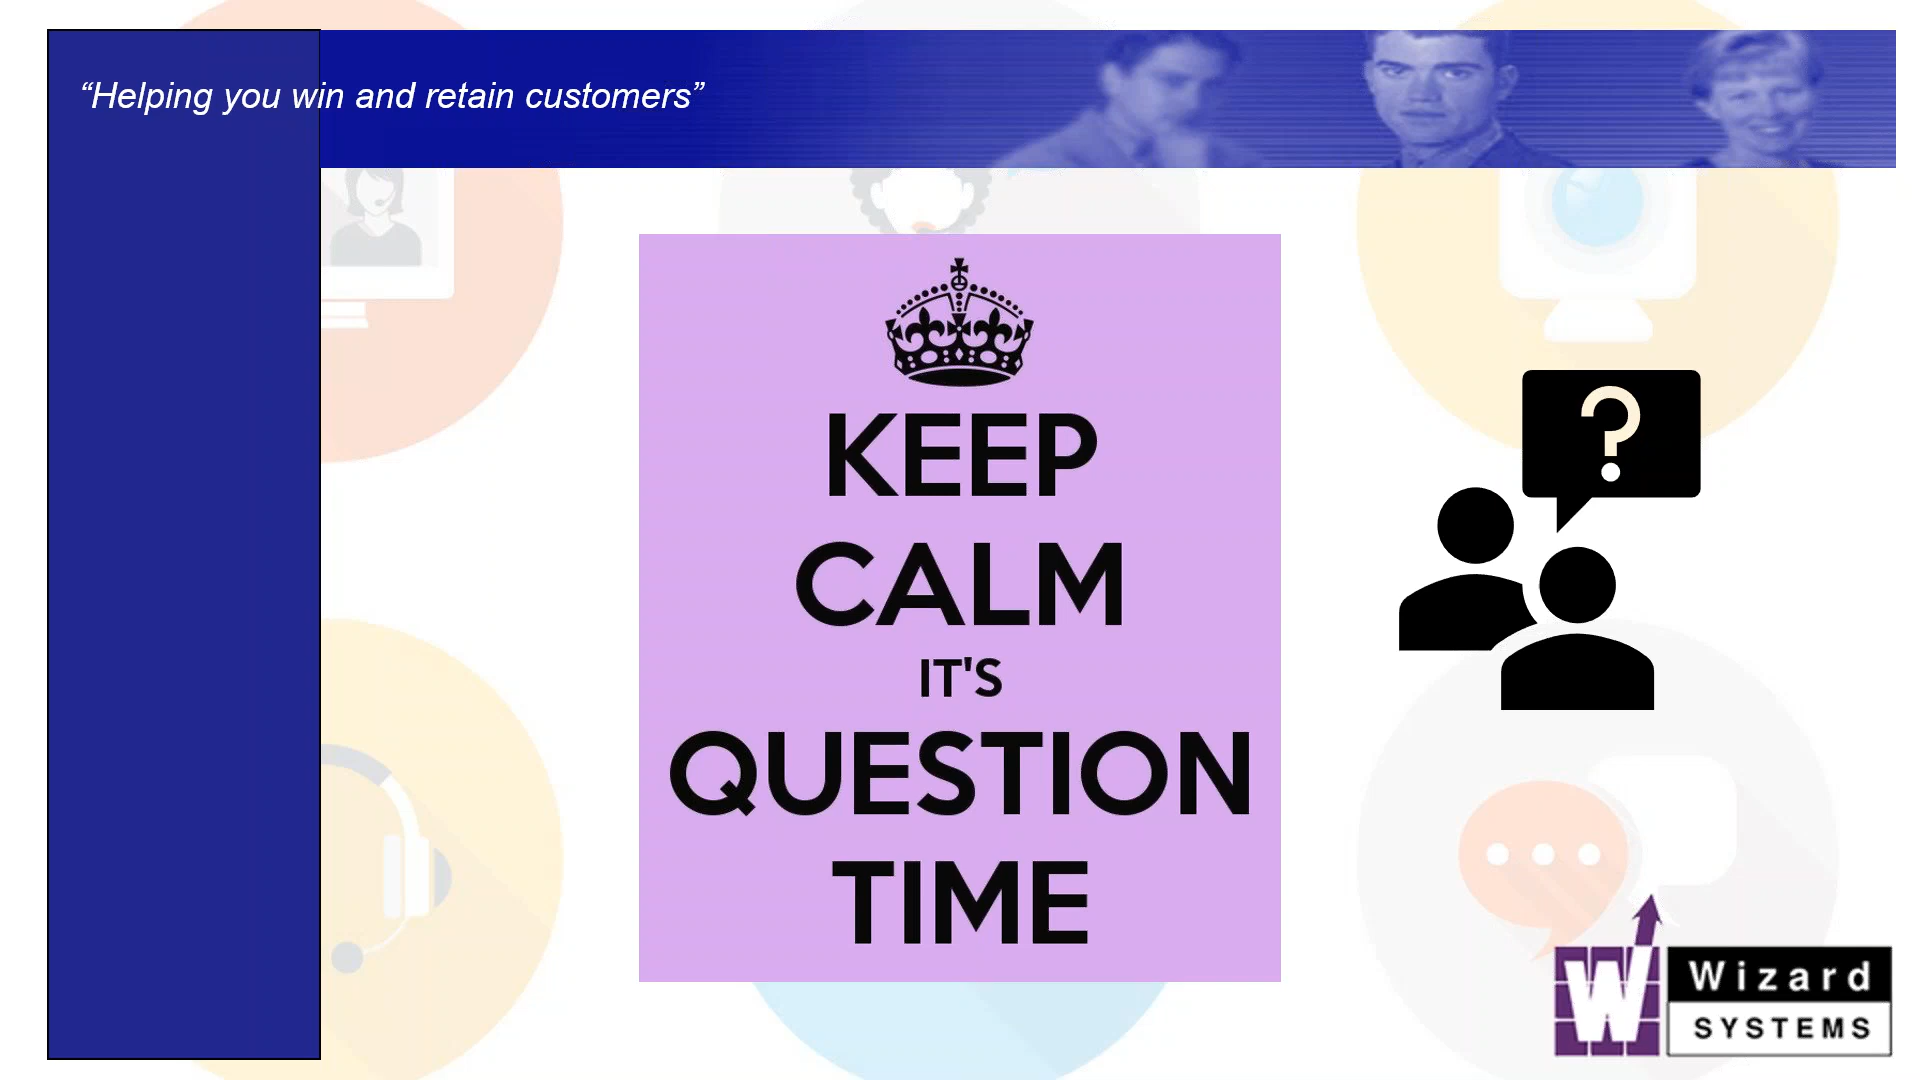 “Helping you win and retain customers”
KEEP
CALM
IT'S
QUESTION
TIME
?
W
Wizard
SYSTEMS